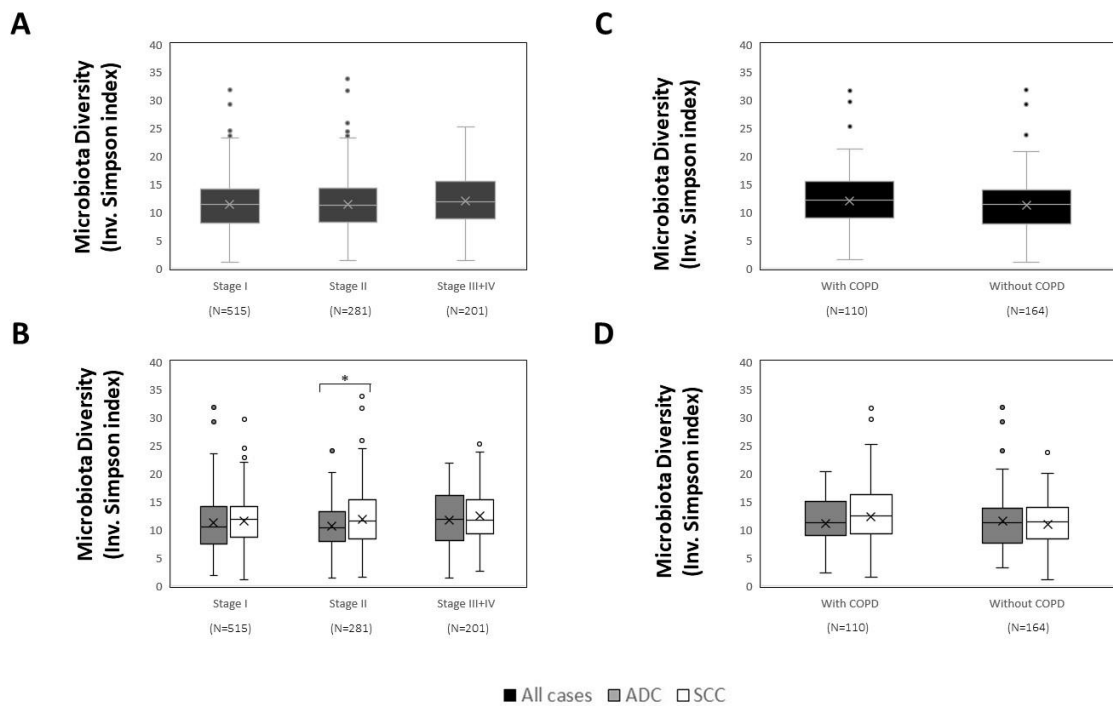 A
Microbiota Diversity
(Inv. Simpson index)
40
35
30
25
20
15
10
5
0
Stage I
Stage II
Stage III+IV
(N=515)
(N=281)
(N=201)
C
Microbiota Diversity
(Inv. Simpson index)
40
35
30
25
20
15
10
5
0
With COPD
Without COPD
(N=110)
(N=164)
B
Microbiota Diversity
(Inv. Simpson index)
40
35
30
25
20
15
10
5
0
*
Stage I
Stage II
Stage III+IV
(N=515)
(N=281)
(N=201)
D
Microbiota Diversity
(Inv. Simpson index)
40
35
30
25
20
15
10
5
0
With COPD
Without COPD
(N=110)
(N=164)
All cases ADC SCC